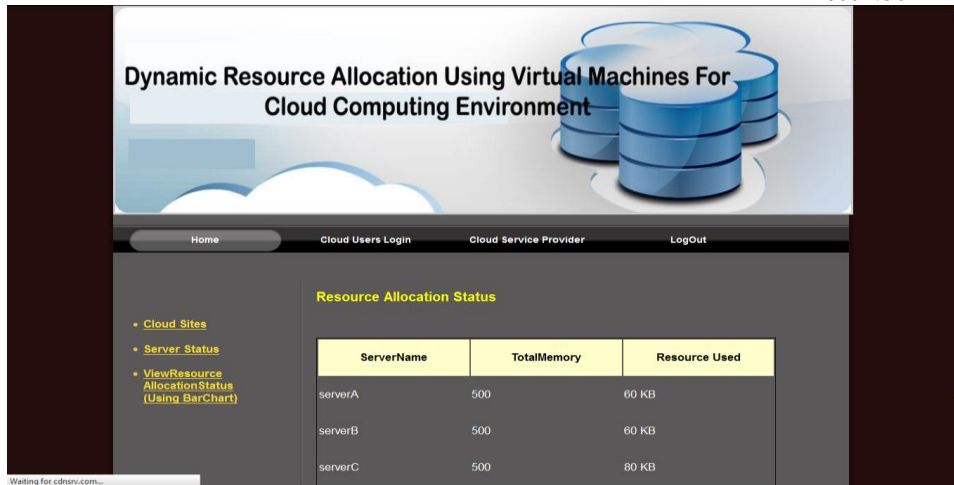 Dynamic Resource Allocation Using Virtual Machines For
Cloud Computing Environment
Home Cloud Users Login Cloud Service Provider LogOut
Resource Allocation Status
• Cloud Sites
• Server Status
• ViewResource
AllocationStatus
(Using BarChart)
ServerName TotalMemory Resource Used
serverA 500 60 KB
serverB 500 60 KB
serverC 500 80 KB
Waiting for cdnsrv.com...